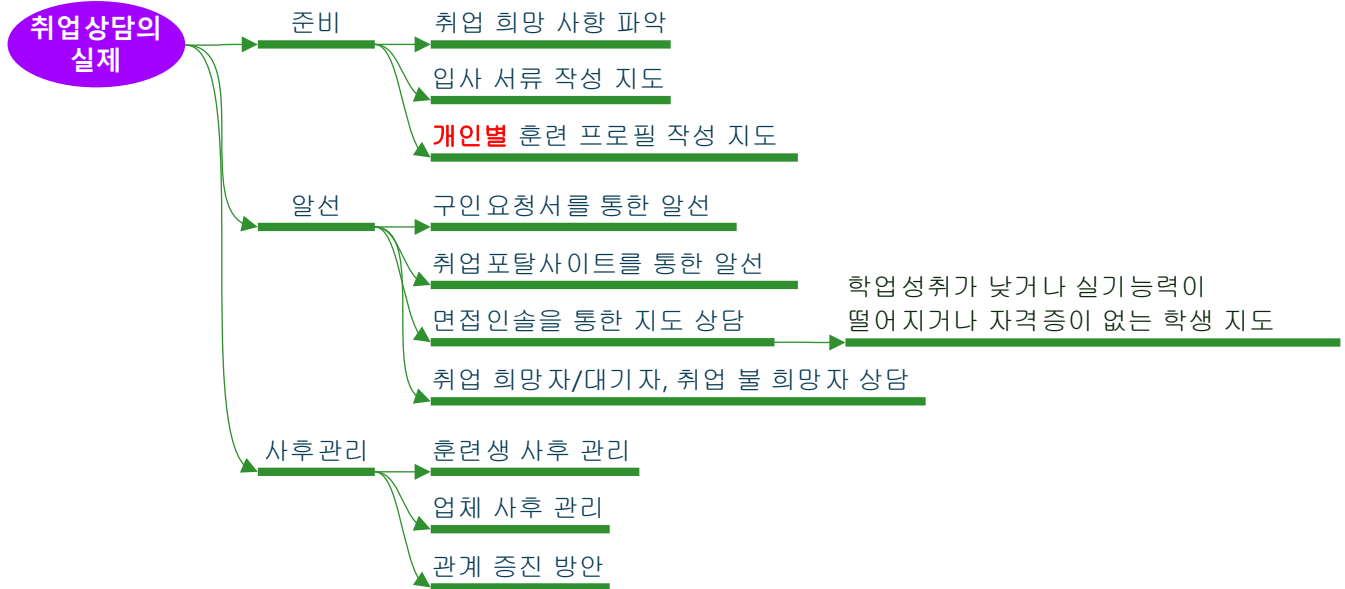 취업상담의
실제
준비
취업 희망 사항 파악
입사 서류 작성 지도
개인별 훈련 프로필 작성 지도
알선
구인요청서를 통한 알선
취업포탈사이트를 통한 알선
면접인솔을 통한 지도 상담
학업성취가 낮거나 실기능력이
떨어지거나 자격증이 없는 학생 지도
취업 희망자/대기자, 취업 불 희망자 상담
사후관리
훈련생 사후 관리
업체 사후 관리
관계 증진 방안